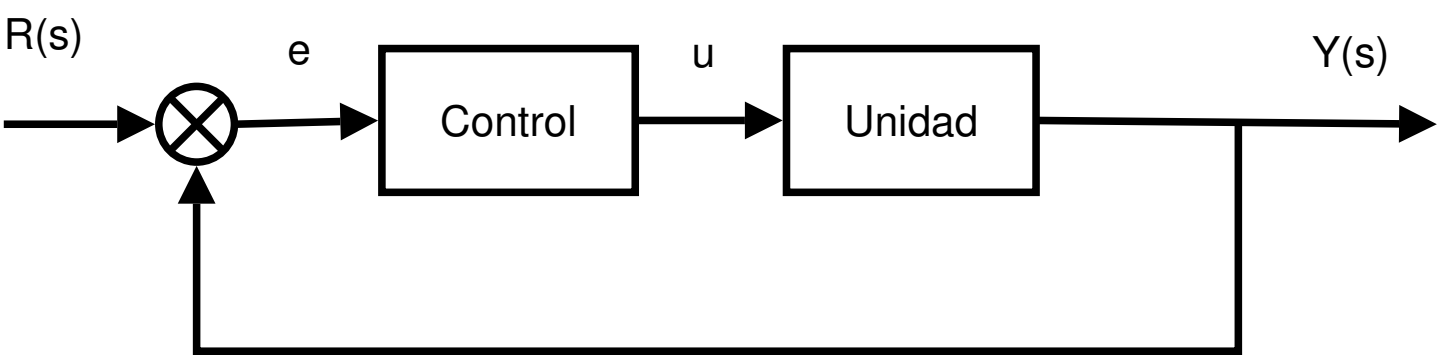 R(s)
e
u
Y(s)
Control
Unidad